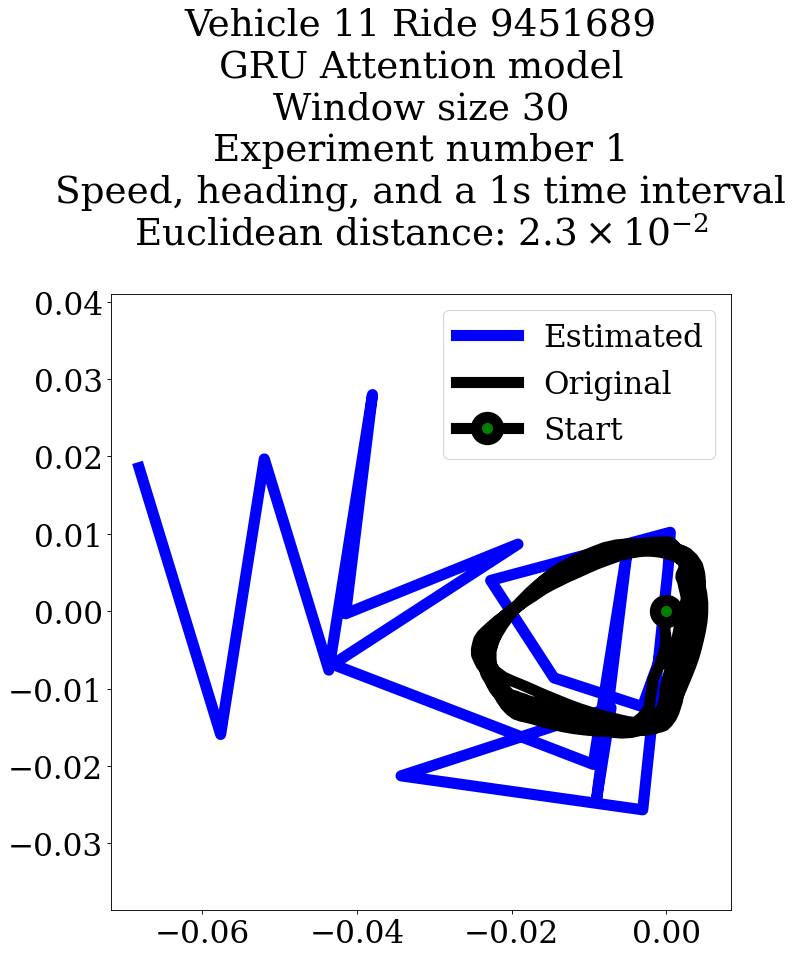 Vehicle 11 Ride 9451689
GRU Attention model
Window size 30
Experiment number 1
Speed, heading, and a 1s time interval
Euclidean distance: 2.3 × 10⁻²
Estimated
Original
Start
0.04
0.03
0.02
0.01
0.00
−0.01
−0.02
−0.03
−0.06 −0.04 −0.02 0.00